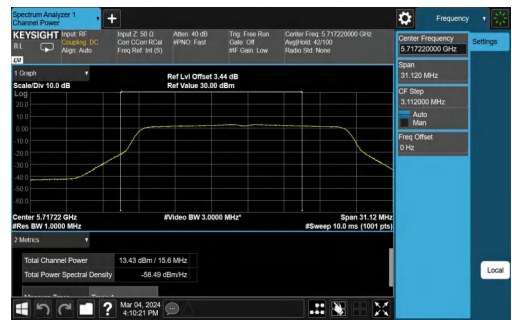 Spectrum Analyzer 1
Channel Power
+
Frequency
KEYSIGHT
RL
Input: RF
Coupling: DC
Align: Auto
Input Z: 50 Ω
Corr CCorr RCal
Freq Ref: Int (S)
Atten: 40 dB
#PNO: Fast
Trig: Free Run
Gate: Off
#IF Gain: Low
Center Freq: 5.717220000 GHz
Avg|Hold: 42/100
Radio Std: None
LV
1 Graph
Scale/Div 10.0 dB
Ref Lvl Offset 3.44 dB
Ref Value 30.00 dBm
Log
20.0
10.0
0.00
-10.0
-20.0
-30.0
-40.0
-50.0
-60.0
Center 5.71722 GHz
#Res BW 1.0000 MHz
#Video BW 3.0000 MHz*
Span 31.12 MHz
#Sweep 10.0 ms (1001 pts)
2 Metrics
Total Channel Power 13.43 dBm / 15.6 MHz
Total Power Spectral Density -58.49 dBm/Hz
Center Frequency
5.717220000 GHz
Settings
Span
31.120 MHz
CF Step
3.112000 MHz
Auto
Man
Freq Offset
0 Hz
Local
?
Mar 04, 2024
4:10:21 PM